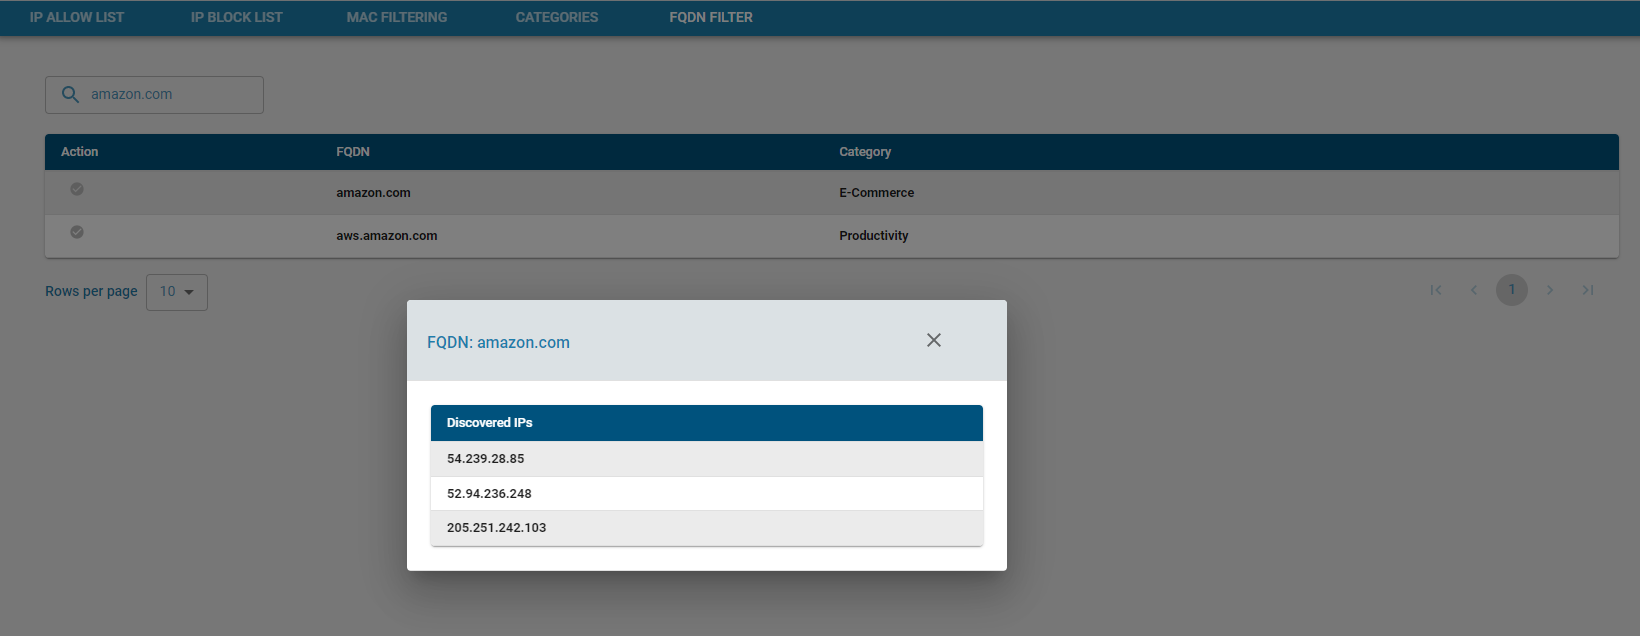 IP ALLOW LIST IP BLOCK LIST MAC FILTERING CATEGORIES FQDN FILTER
amazon.com
Action FQDN Category
amazon.com E-Commerce
aws.amazon.com Productivity
Rows per page 10 1
FQDN: amazon.com
Discovered IPs
54.239.28.85
52.94.236.248
205.251.242.103